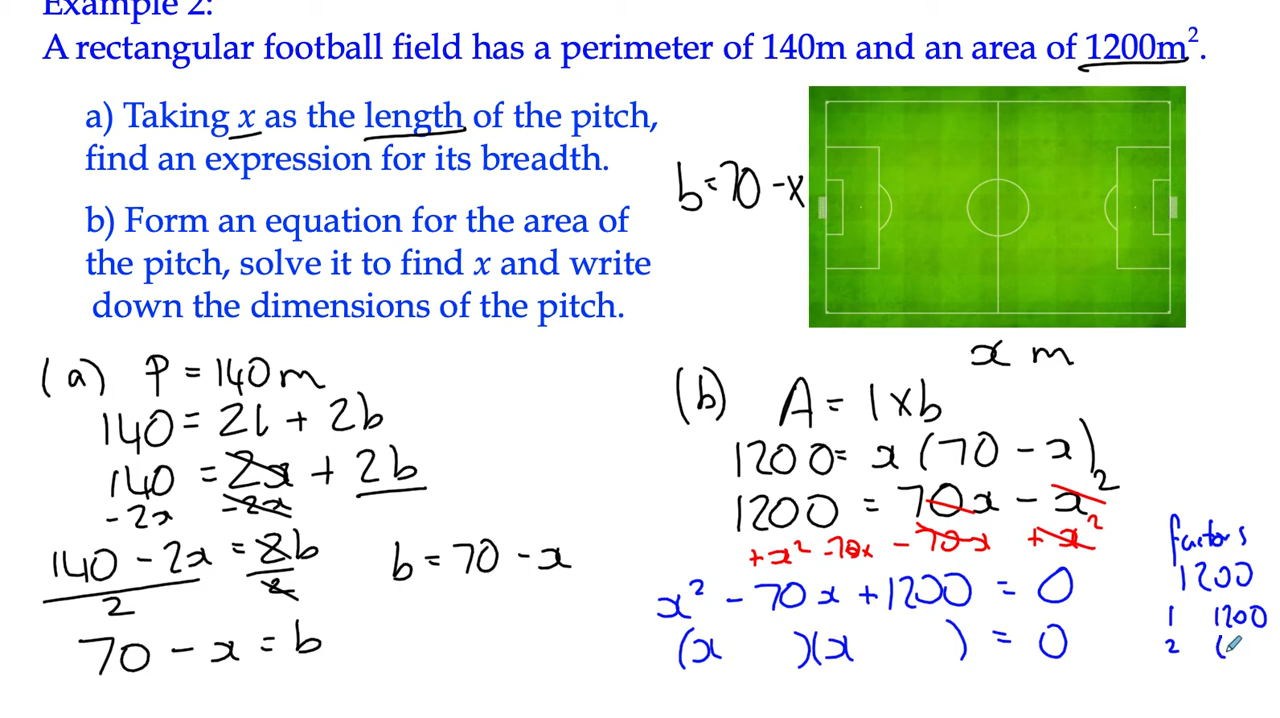 Example 2:
A rectangular football field has a perimeter of 140m and an area of 1200m².
a) Taking x as the length of the pitch,
find an expression for its breadth.
b) Form an equation for the area of
the pitch, solve it to find x and write
down the dimensions of the pitch.
b = 70 - x
x m
(a) P = 140m
140 = 2l + 2b
140 = 2x + 2b
-2x -2x
140 - 2x = 2b
2 2
70 - x = b
b = 70 - x
(b) A = l × b
1200 = x (70 - x)
1200 = 70x - x²
+x² -70x -70x +x²
x² - 70x + 1200 = 0
(x )(x ) = 0
factors
1200
1 1200
2 (